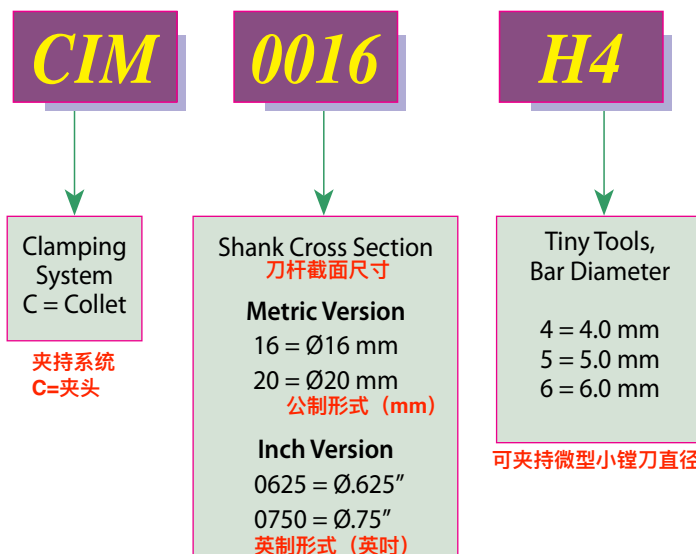 CIM 0016 H4
Clamping
System
C = Collet
夹持系统
C=夹头
Shank Cross Section
刀杆截面尺寸
Metric Version
16 = Ø16 mm
20 = Ø20 mm
公制形式（mm）
Inch Version
0625 = Ø.625″
0750 = Ø.75″
英制形式（英吋）
Tiny Tools,
Bar Diameter
4 = 4.0 mm
5 = 5.0 mm
6 = 6.0 mm
可夹持微型小镗刀直径